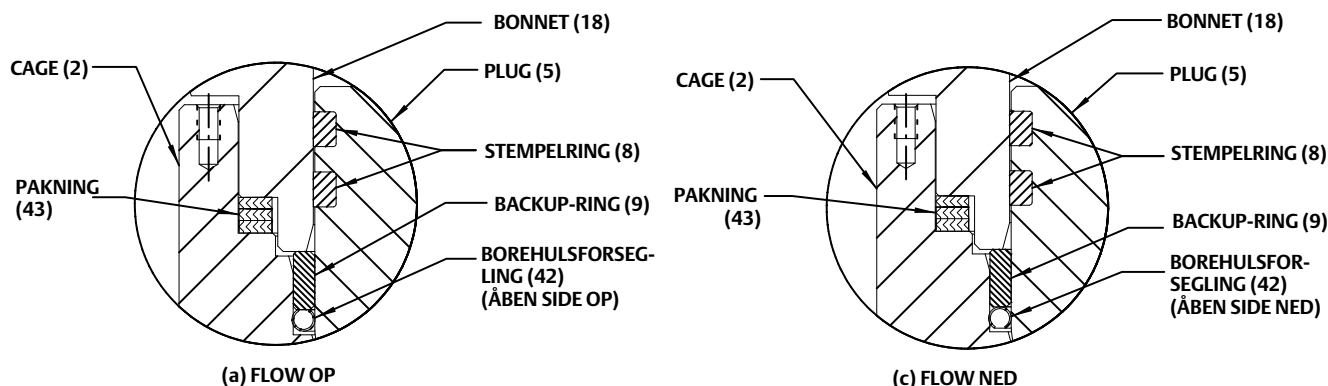 BONNET (18)
CAGE (2)
PLUG (5)
STEMPELRING (8)
PAKNING
(43)
BACKUP-RING (9)
BOREHULSFORSEG-
LING (42)
(ÅBEN SIDE OP)
(a) FLOW OP
BONNET (18)
CAGE (2)
PLUG (5)
STEMPELRING (8)
PAKNING
(43)
BACKUP-RING (9)
BOREHULSFOR-
SEGLING (42)
(ÅBEN SIDE NED)
(c) FLOW NED